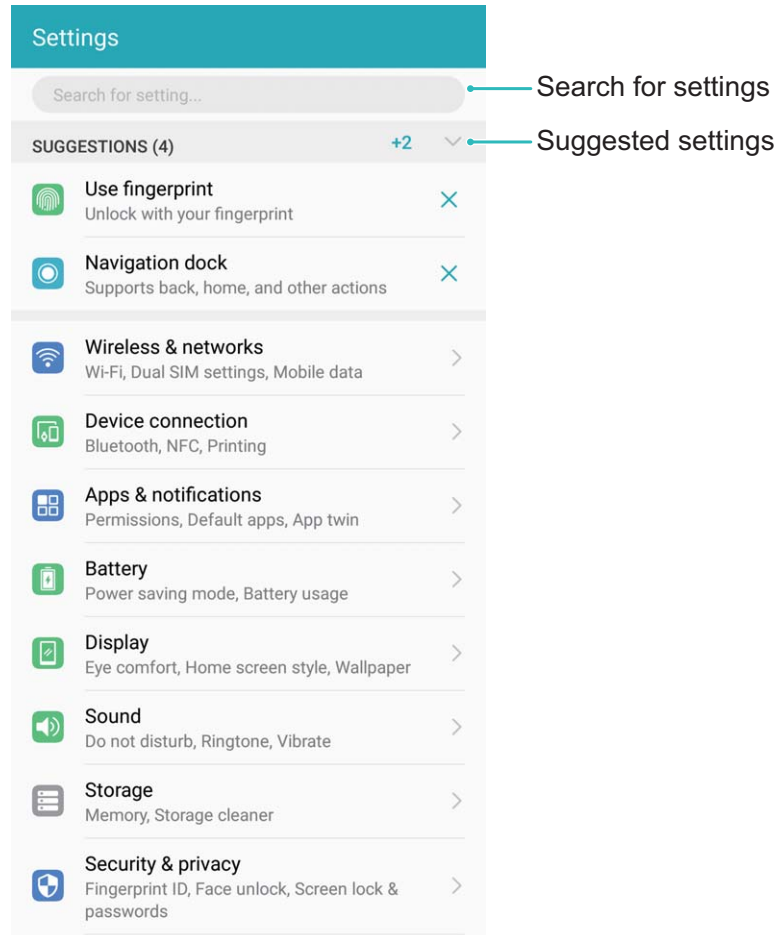 Settings
Search for setting...
Search for settings
SUGGESTIONS (4)
+2
Suggested settings
Use fingerprint
Unlock with your fingerprint
Navigation dock
Supports back, home, and other actions
Wireless & networks
Wi-Fi, Dual SIM settings, Mobile data
Device connection
Bluetooth, NFC, Printing
Apps & notifications
Permissions, Default apps, App twin
Battery
Power saving mode, Battery usage
Display
Eye comfort, Home screen style, Wallpaper
Sound
Do not disturb, Ringtone, Vibrate
Storage
Memory, Storage cleaner
Security & privacy
Fingerprint ID, Face unlock, Screen lock &
passwords